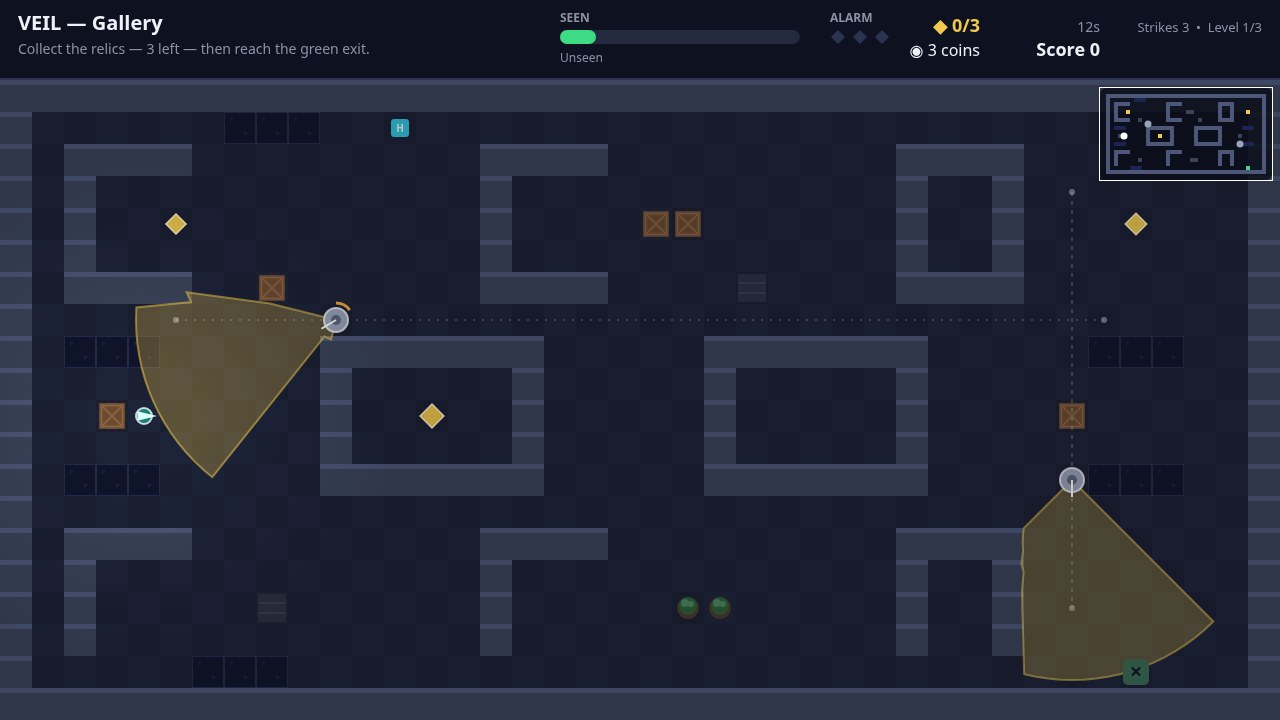 VEIL — Gallery
Collect the relics — 3 left — then reach the green exit.
SEEN
Unseen
ALARM
◆ 0/3
◉ 3 coins
12s
Score 0
Strikes 3 • Level 1/3
H
✕